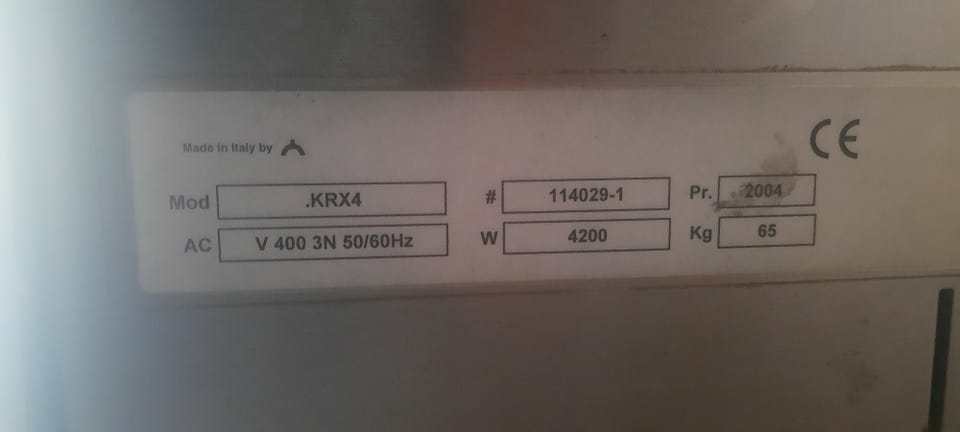 Made in Italy by
CE
Mod .KRX4 # 114029-1 Pr. 2004
AC V 400 3N 50/60Hz W 4200 Kg 65